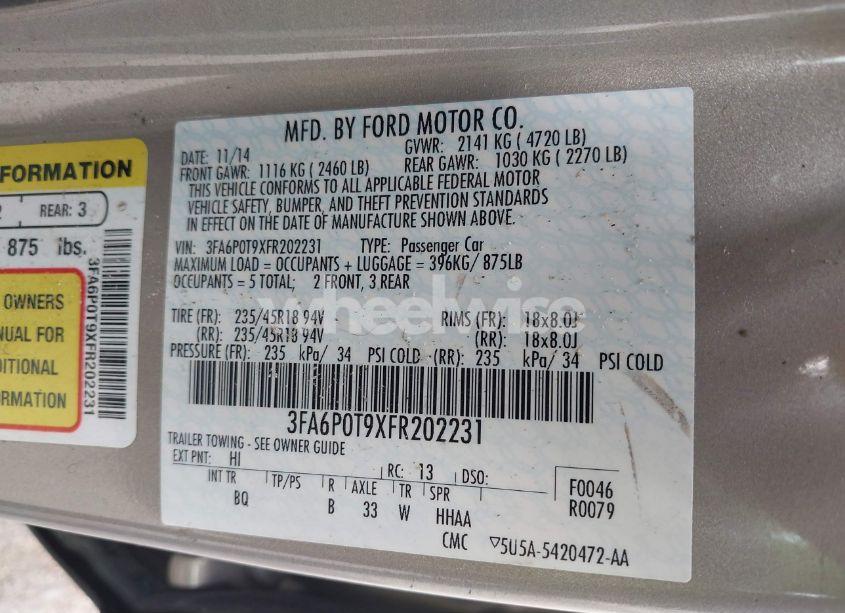 FORMATION
2 REAR: 3
875 lbs.
OWNERS
NUAL FOR
DITIONAL
ORMATION
3FA6P0T9XFR202231
MFD. BY FORD MOTOR CO.
DATE: 11/14 GVWR: 2141 KG ( 4720 LB)
FRONT GAWR: 1116 KG ( 2460 LB) REAR GAWR: 1030 KG ( 2270 LB)
THIS VEHICLE CONFORMS TO ALL APPLICABLE FEDERAL MOTOR
VEHICLE SAFETY, BUMPER, AND THEFT PREVENTION STANDARDS
IN EFFECT ON THE DATE OF MANUFACTURE SHOWN ABOVE.
VIN: 3FA6P0T9XFR202231 TYPE: Passenger Car
MAXIMUM LOAD = OCCUPANTS + LUGGAGE = 396KG/ 875LB
OCCUPANTS = 5 TOTAL; 2 FRONT, 3 REAR
wheelwise
TIRE (FR): 235/45R18 94V RIMS (FR): 18x8.0J
(RR): 235/45R18 94V (RR): 18x8.0J
PRESSURE (FR): 235 kPa/ 34 PSI COLD (RR): 235 kPa/ 34 PSI COLD
3FA6P0T9XFR202231
TRAILER TOWING - SEE OWNER GUIDE
EXT PNT: HI RC: 13 DSO:
INT TR TP/PS R AXLE TR SPR F0046
BQ B 33 W HHAA R0079
CMC ▽5U5A-5420472-AA